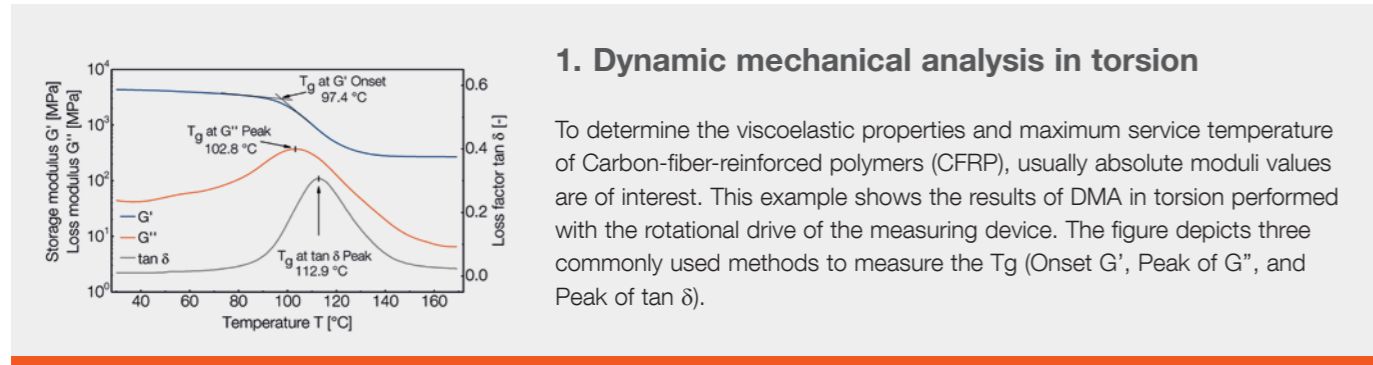 1. Dynamic mechanical analysis in torsion
To determine the viscoelastic properties and maximum service temperature
of Carbon-fiber-reinforced polymers (CFRP), usually absolute moduli values
are of interest. This example shows the results of DMA in torsion performed
with the rotational drive of the measuring device. The figure depicts three
commonly used methods to measure the Tg (Onset G’, Peak of G”, and
Peak of tan δ).
Storage modulus G' [MPa]
Loss modulus G'' [MPa]
10⁴
10³
10²
10¹
10⁰
Tg at G' Onset
97.4 °C
Tg at G'' Peak
102.8 °C
Tg at tan δ Peak
112.9 °C
G'
G''
tan δ
0.6
0.4
0.2
0.0
Loss factor tan δ [-]
40 60 80 100 120 140 160
Temperature T [°C]